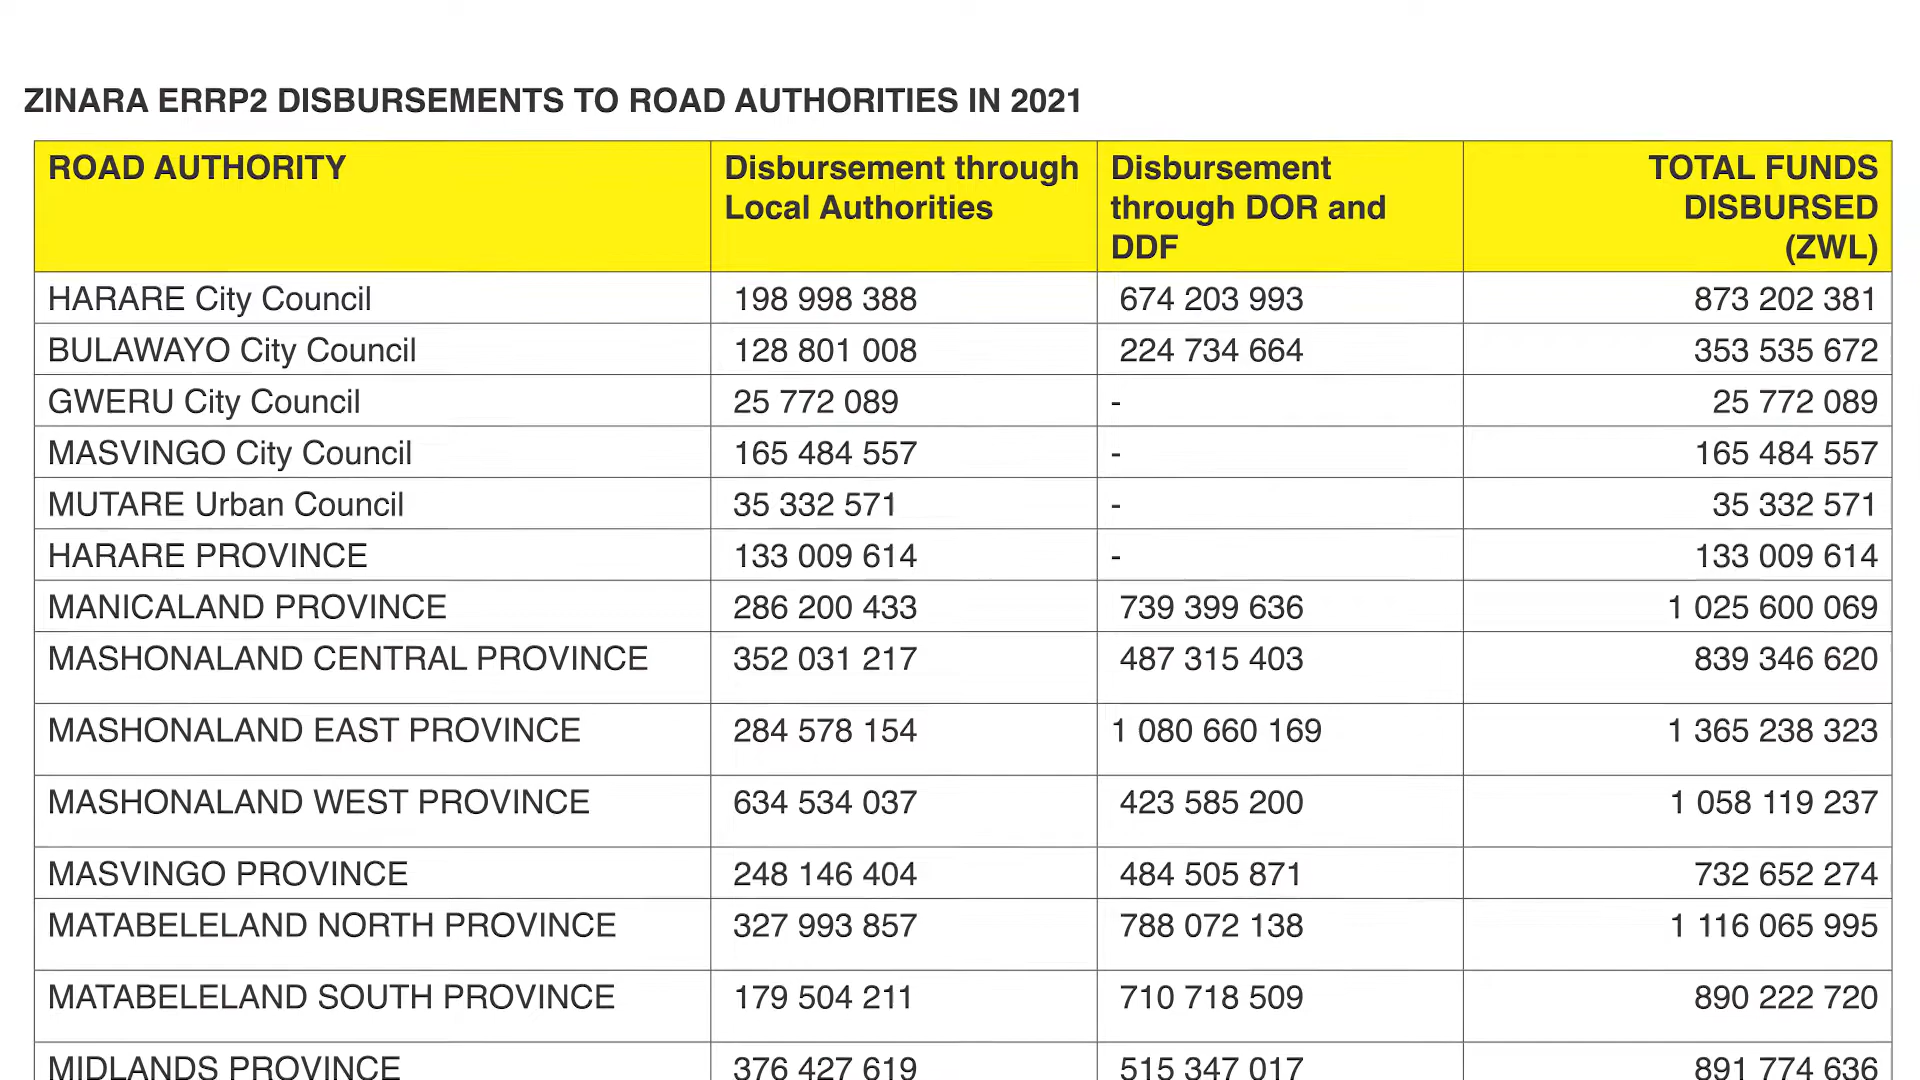 ZINARA ERRP2 DISBURSEMENTS TO ROAD AUTHORITIES IN 2021
ROAD AUTHORITY Disbursement through Local Authorities Disbursement through DOR and DDF TOTAL FUNDS DISBURSED (ZWL)
HARARE City Council 198 998 388 674 203 993 873 202 381
BULAWAYO City Council 128 801 008 224 734 664 353 535 672
GWERU City Council 25 772 089 - 25 772 089
MASVINGO City Council 165 484 557 - 165 484 557
MUTARE Urban Council 35 332 571 - 35 332 571
HARARE PROVINCE 133 009 614 - 133 009 614
MANICALAND PROVINCE 286 200 433 739 399 636 1 025 600 069
MASHONALAND CENTRAL PROVINCE 352 031 217 487 315 403 839 346 620
MASHONALAND EAST PROVINCE 284 578 154 1 080 660 169 1 365 238 323
MASHONALAND WEST PROVINCE 634 534 037 423 585 200 1 058 119 237
MASVINGO PROVINCE 248 146 404 484 505 871 732 652 274
MATABELELAND NORTH PROVINCE 327 993 857 788 072 138 1 116 065 995
MATABELELAND SOUTH PROVINCE 179 504 211 710 718 509 890 222 720
MIDLANDS PROVINCE 376 427 619 515 347 017 891 774 636